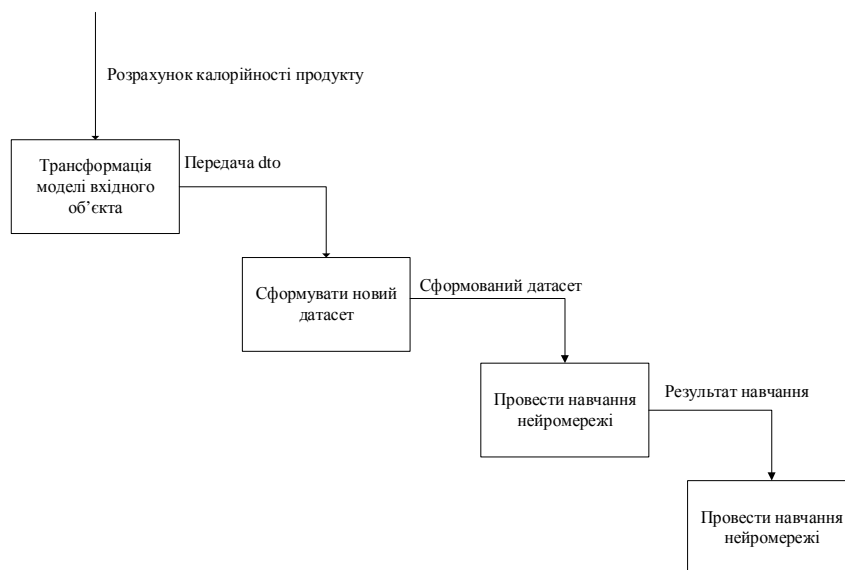 Розрахунок калорійності продукту
Трансформація
моделі вхідного
об’єкта
Передача dto
Сформувати новий
датасет
Сформований датасет
Провести навчання
нейромережі
Результат навчання
Провести навчання
нейромережі